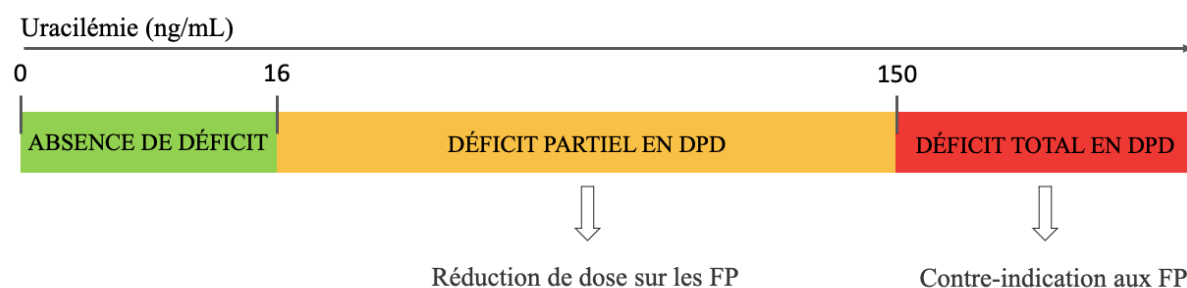 Uracilémie (ng/mL)
0 16 150
ABSENCE DE DÉFICIT DÉFICIT PARTIEL EN DPD DÉFICIT TOTAL EN DPD
Réduction de dose sur les FP Contre-indication aux FP